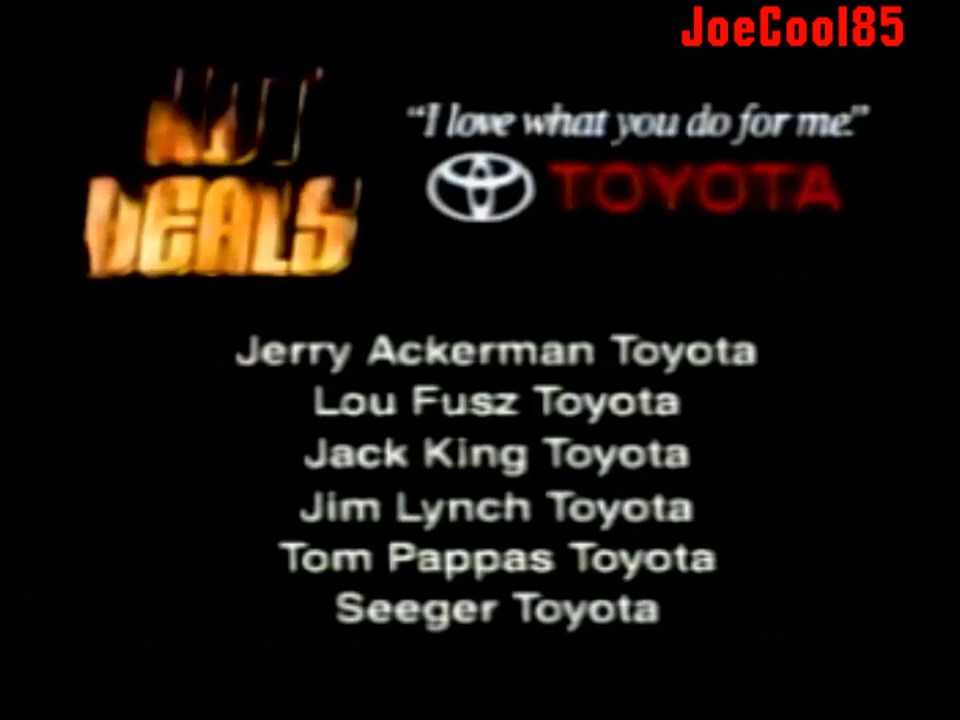 JoeCool85
HOT
DEALS
“I love what you do for me.”
TOYOTA
Jerry Ackerman Toyota
Lou Fusz Toyota
Jack King Toyota
Jim Lynch Toyota
Tom Pappas Toyota
Seeger Toyota